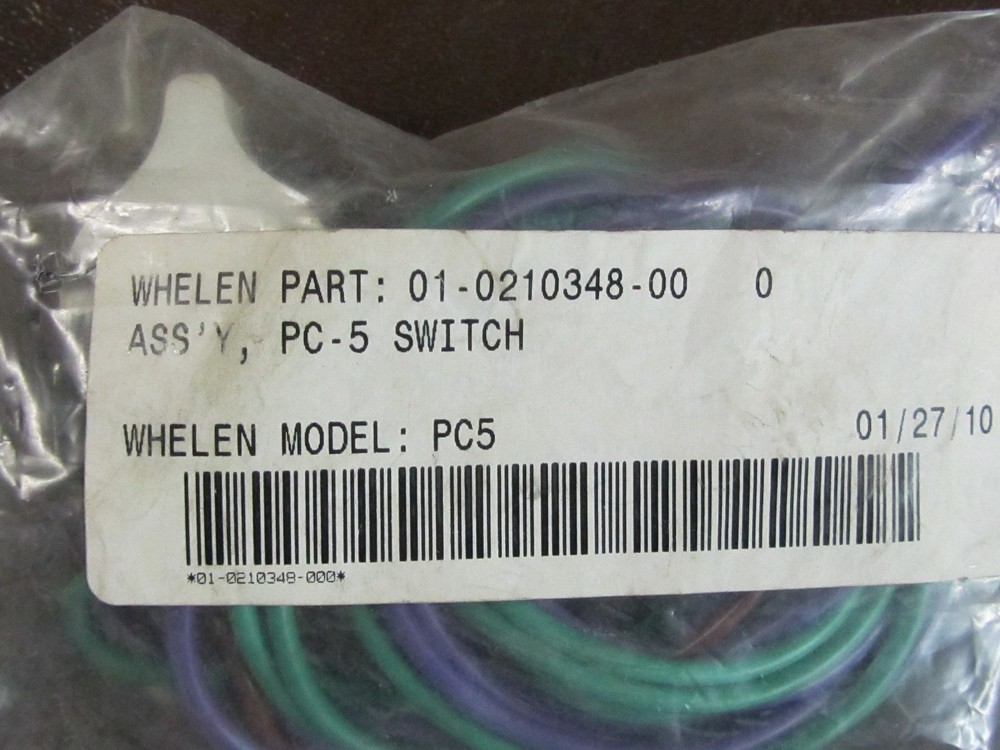 WHELEN PART: 01-0210348-00 0
ASS'Y, PC-5 SWITCH
WHELEN MODEL: PC5 01/27/10
*01-0210348-000*